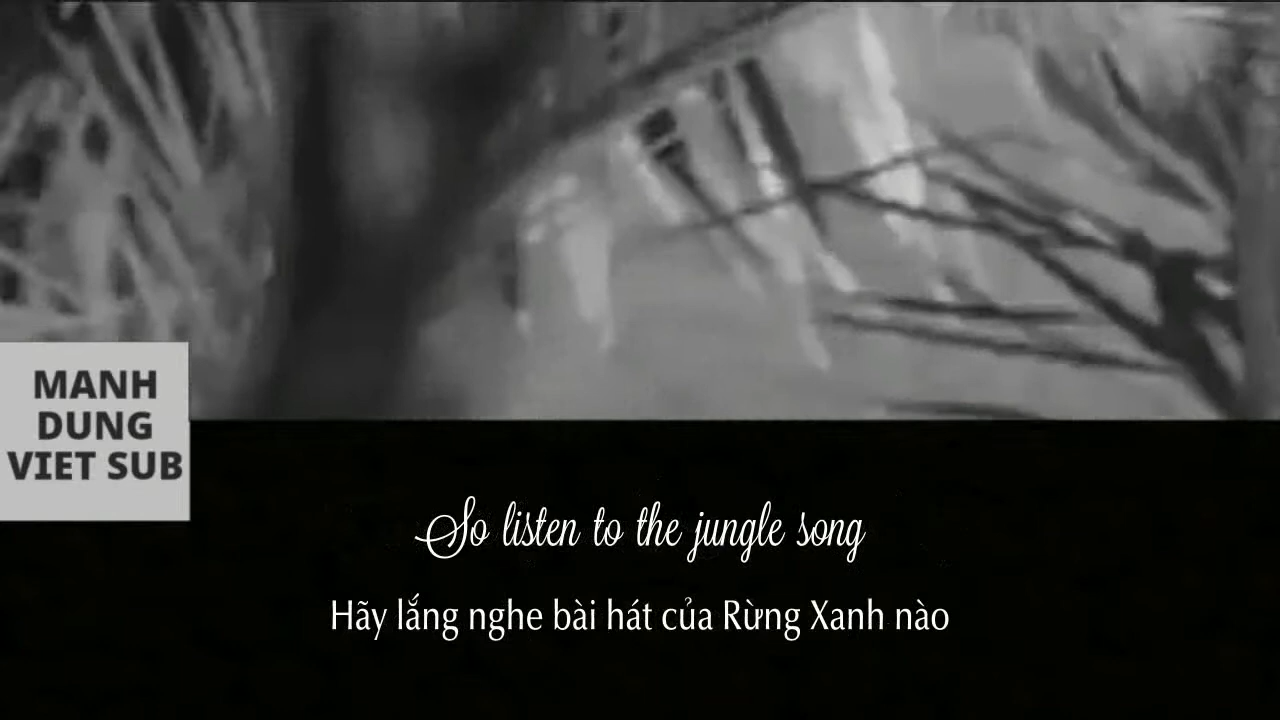 MANH
DUNG
VIET SUB
So listen to the jungle song
Hãy lắng nghe bài hát của Rừng Xanh nào